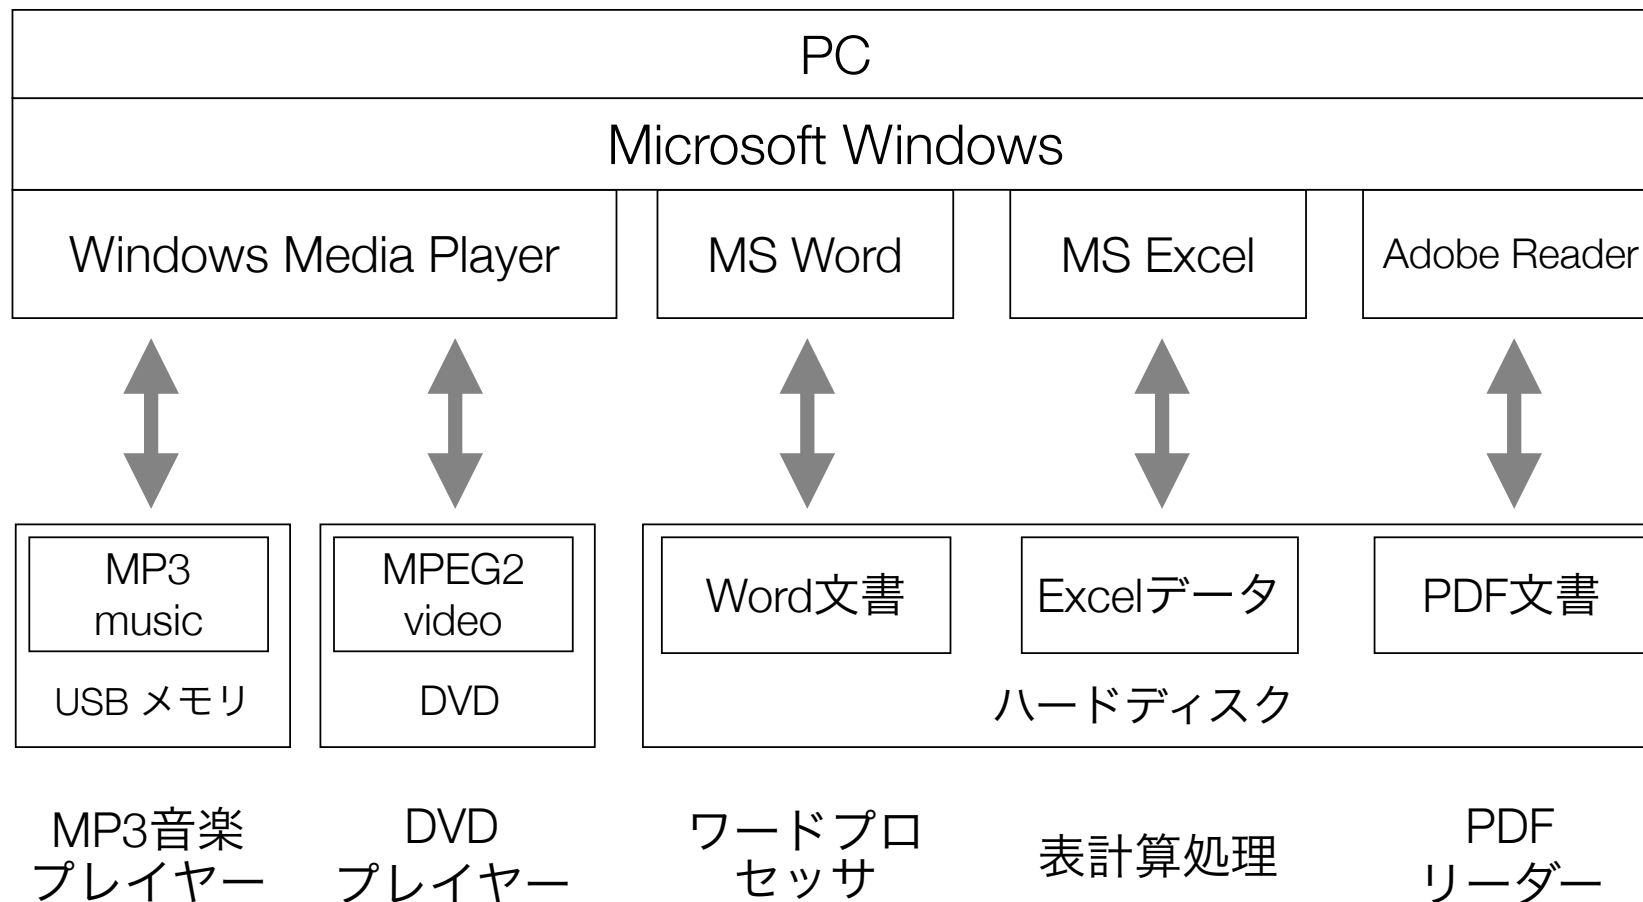 PC
Microsoft Windows
Windows Media Player
MS Word
MS Excel
Adobe Reader
MP3
music
USB メモリ
MPEG2
video
DVD
Word文書
Excelデータ
PDF文書
ハードディスク
MP3音楽
プレイヤー
DVD
プレイヤー
ワードプロ
セッサ
表計算処理
PDF
リーダー